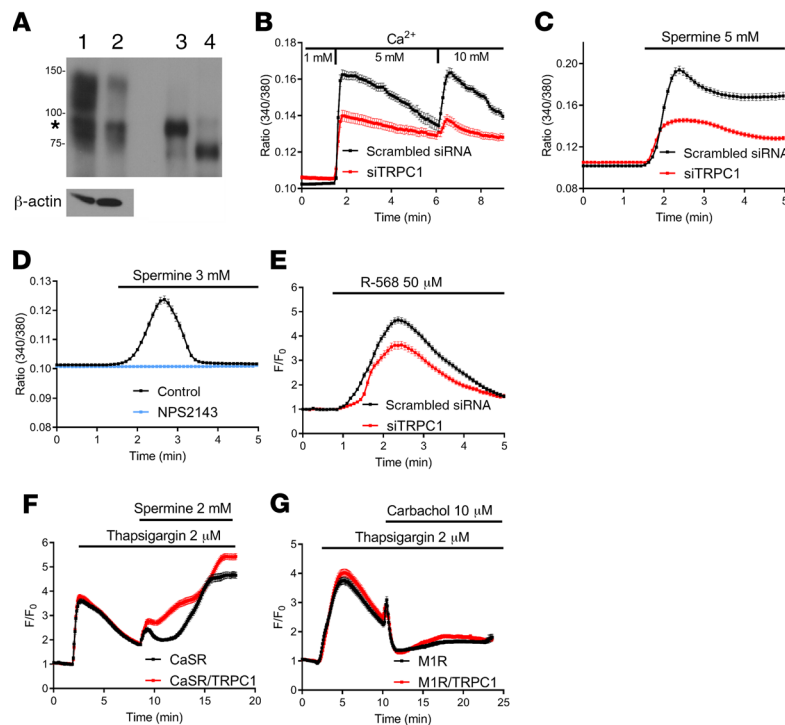 A
1 2 3 4
150-
100-
*
75-
β-actin
B
Ca²⁺
1 mM 5 mM 10 mM
0.18
0.16
0.14
0.12
0.10
Ratio (340/380)
Scrambled siRNA
siTRPC1
0 2 4 6 8
Time (min)
C
Spermine 5 mM
0.20
0.16
0.12
0.08
Ratio (340/380)
Scrambled siRNA
siTRPC1
0 1 2 3 4 5
Time (min)
D
Spermine 3 mM
0.13
0.12
0.11
0.10
0.09
0.08
Ratio (340/380)
Control
NPS2143
0 1 2 3 4 5
Time (min)
E
R-568 50 μM
6
5
4
3
2
1
0
F/F₀
Scrambled siRNA
siTRPC1
0 1 2 3 4 5
Time (min)
F
Spermine 2 mM
Thapsigargin 2 μM
6
5
4
3
2
1
0
F/F₀
CaSR
CaSR/TRPC1
0 5 10 15 20
Time (min)
G
Carbachol 10 μM
Thapsigargin 2 μM
5
4
3
2
1
0
F/F₀
M1R
M1R/TRPC1
0 5 10 15 20 25
Time (min)